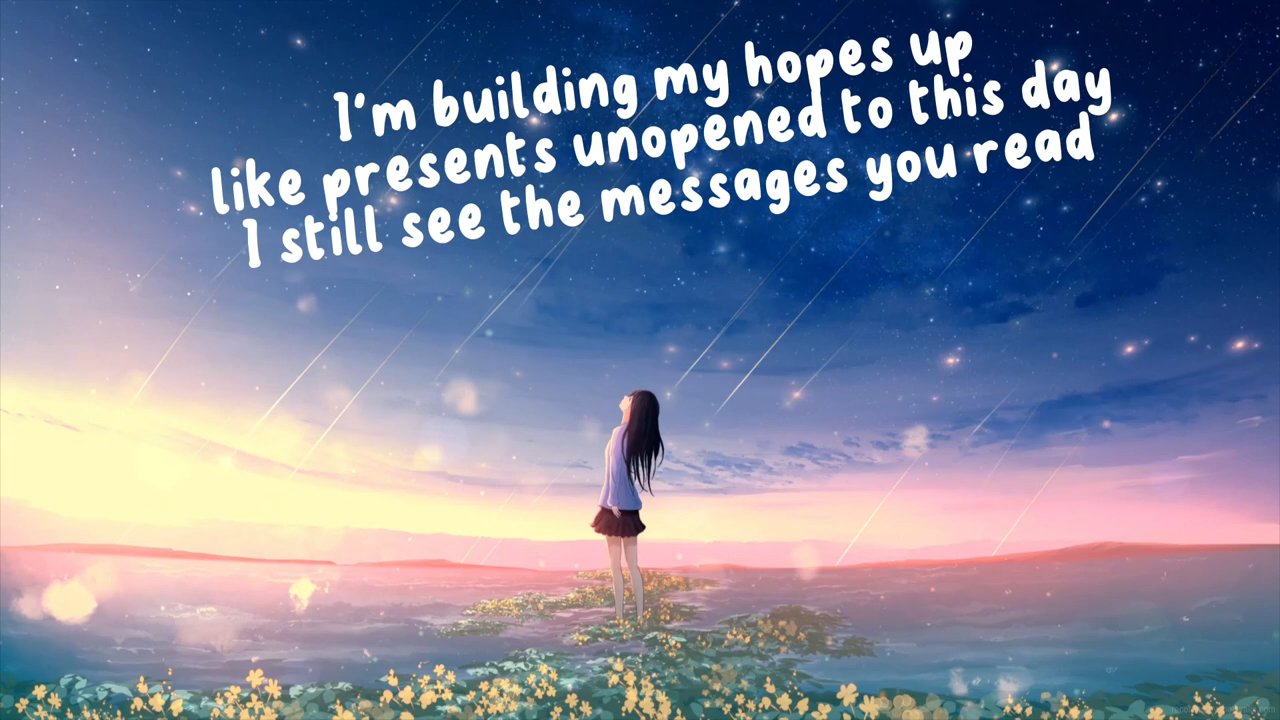 I'm building my hopes up
like presents unopened to this day
I still see the messages you read